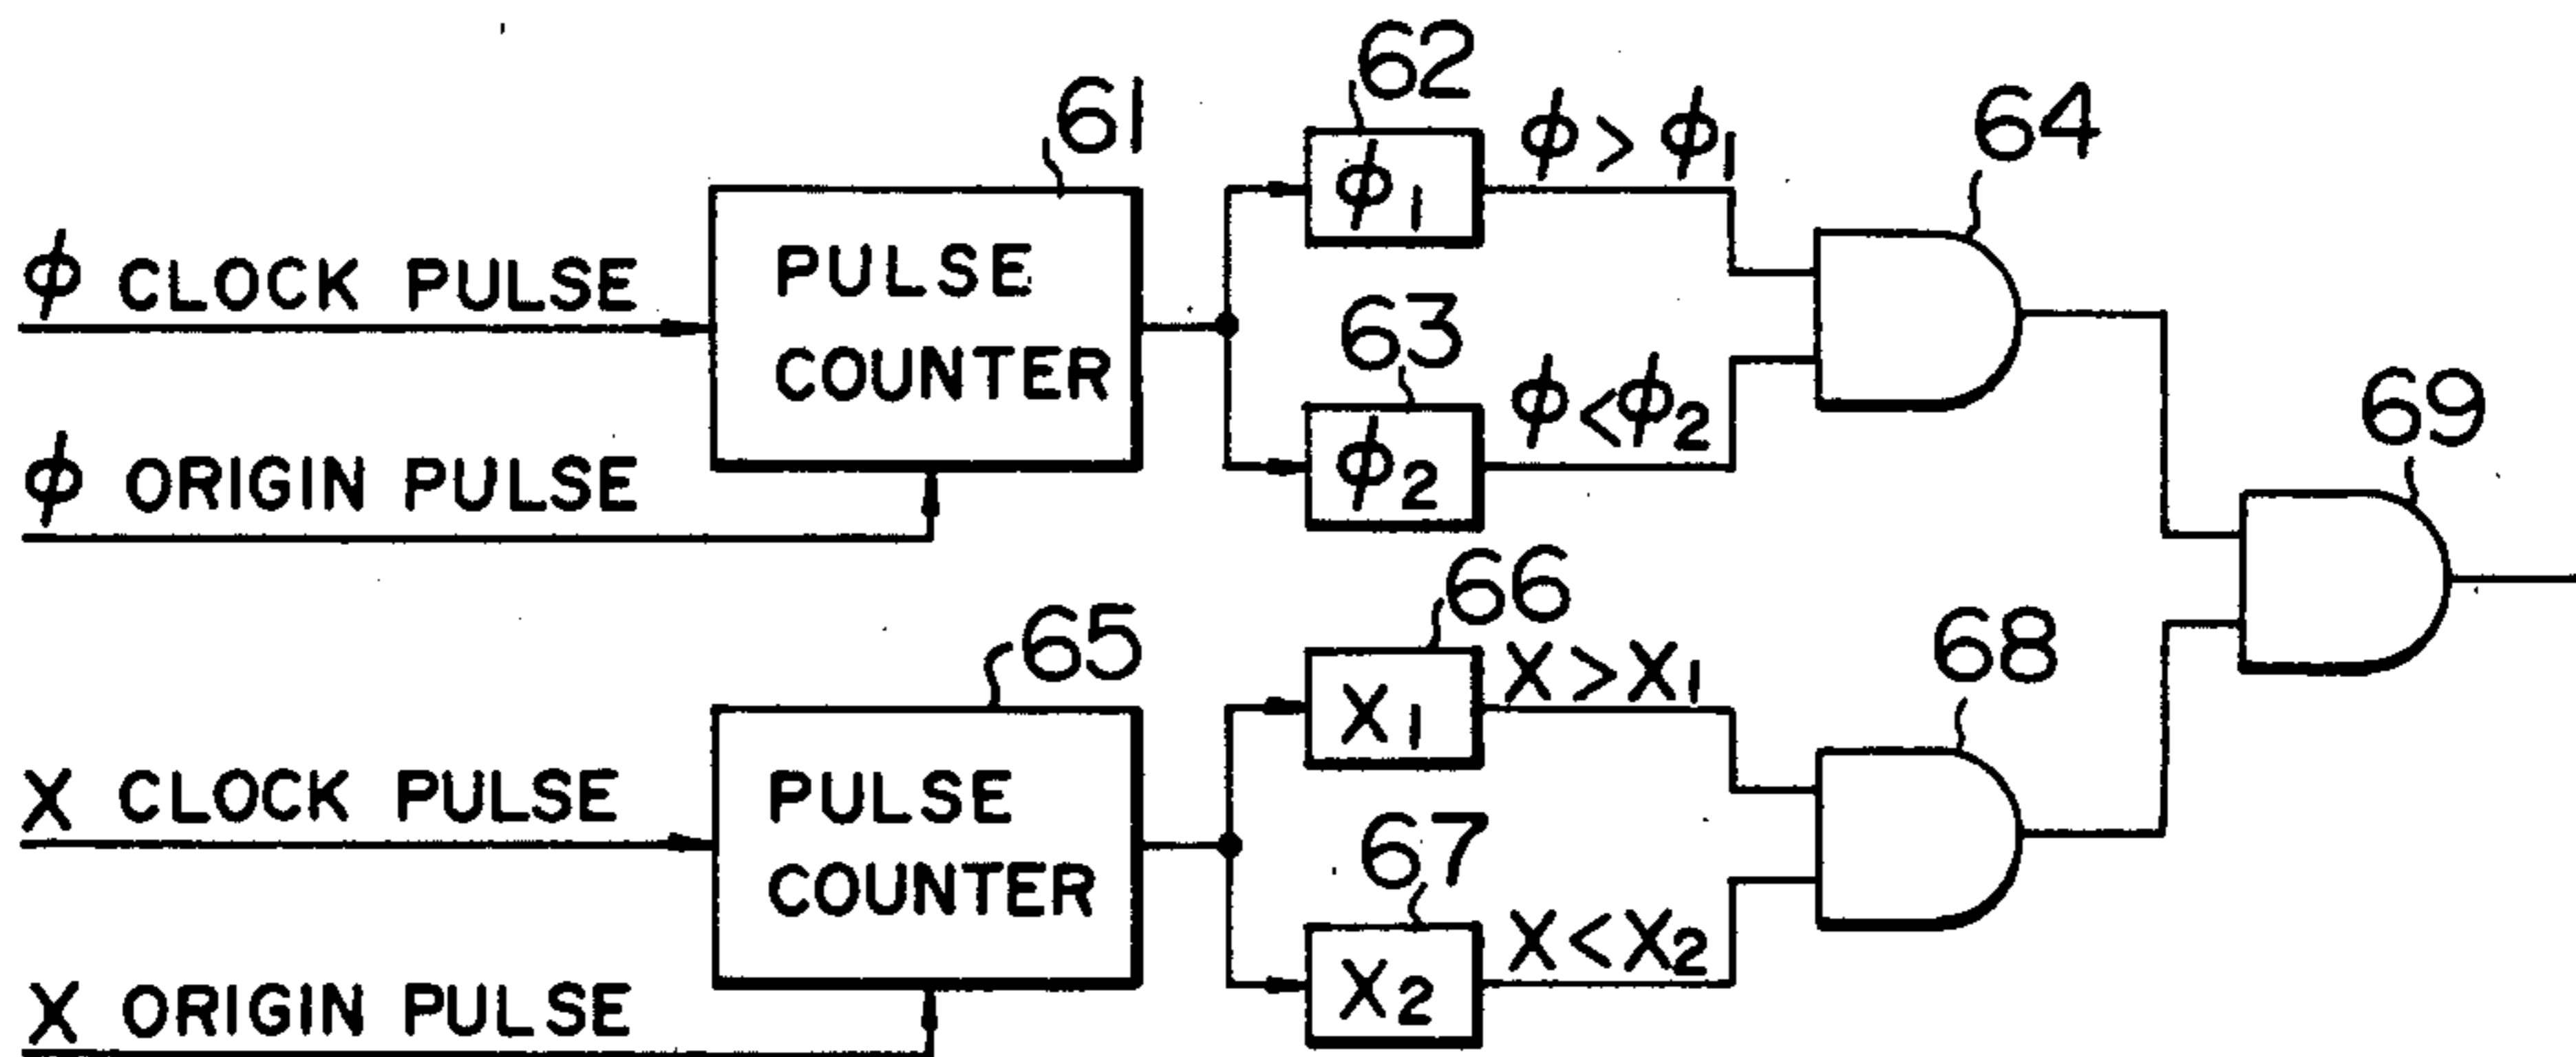 61
62
ϕ > ϕ1
64
ϕ CLOCK PULSE
PULSE
COUNTER
ϕ1
63
ϕ < ϕ2
ϕ2
ϕ ORIGIN PULSE
69
65
66
X > X1
68
X CLOCK PULSE
PULSE
COUNTER
X1
67
X < X2
X2
X ORIGIN PULSE